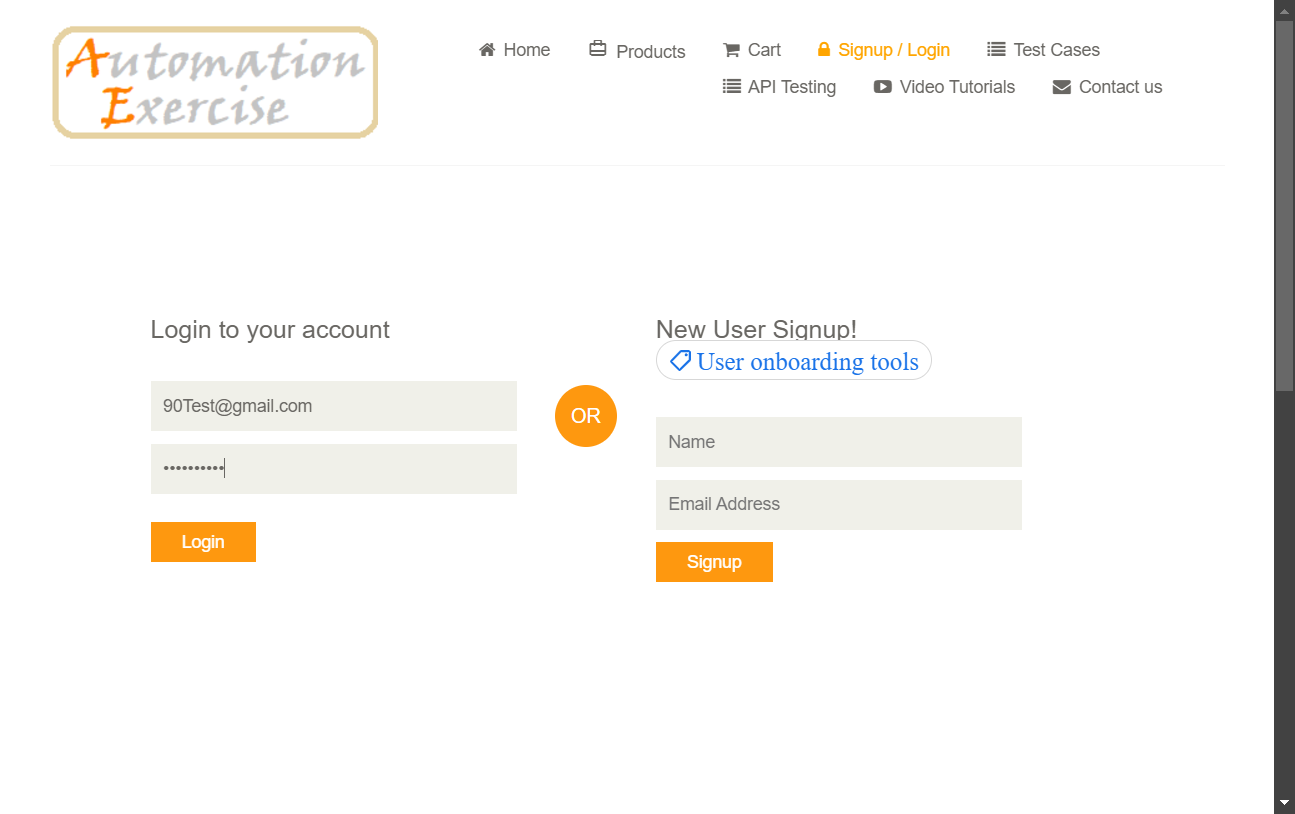 Automation
Exercise
Home Products Cart Signup / Login Test Cases
API Testing Video Tutorials Contact us
Login to your account
90Test@gmail.com
••••••••••
Login
OR
New User Signup!
User onboarding tools
Name
Email Address
Signup